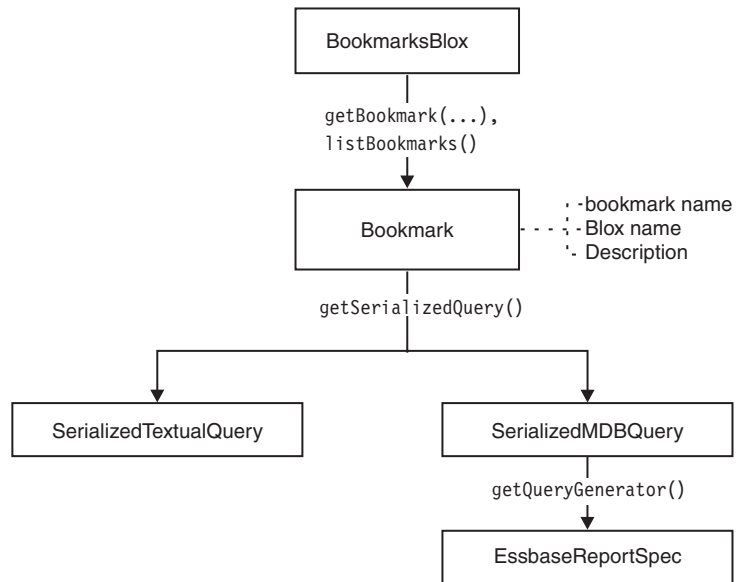 BookmarksBlox
getBookmark(...),
listBookmarks()
Bookmark
bookmark name
Blox name
Description
getSerializedQuery()
SerializedTextualQuery
SerializedMDBQuery
getQueryGenerator()
EssbaseReportSpec